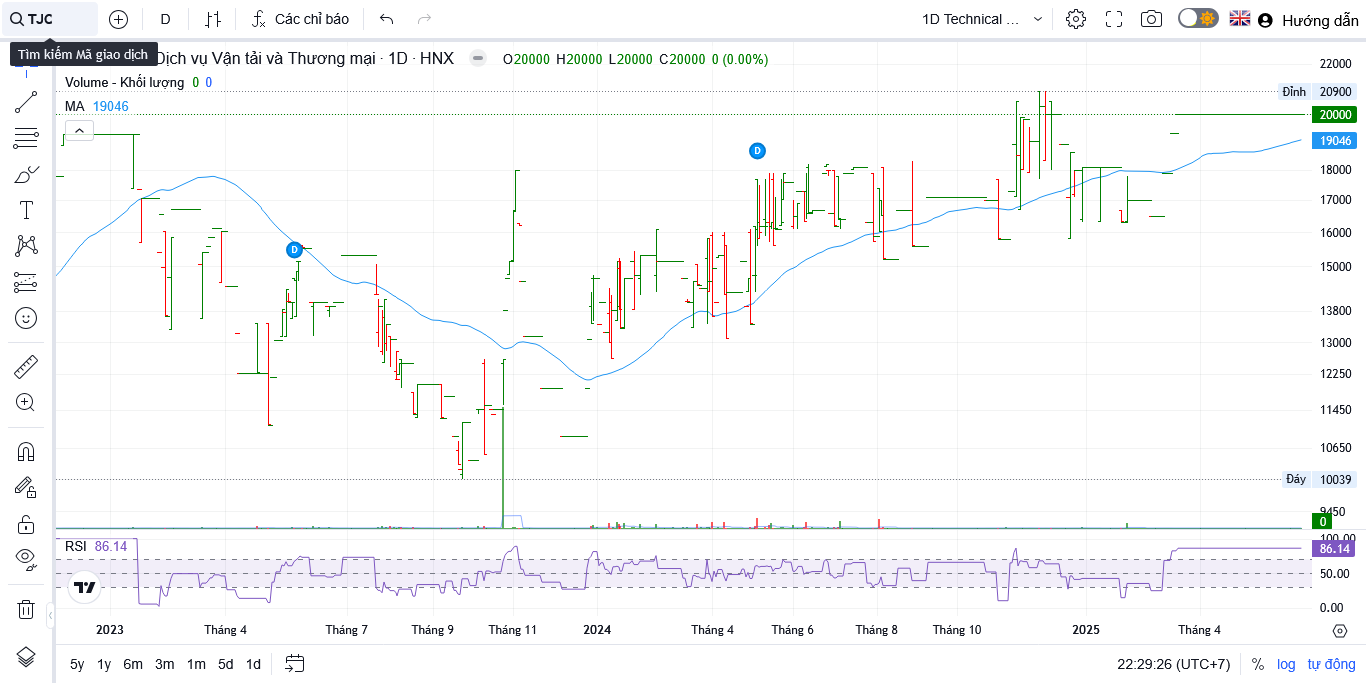 TJC
D
Các chỉ báo
1D Technical ...
Hướng dẫn
Tìm kiếm Mã giao dịch
Dịch vụ Vận tải và Thương mại · 1D · HNX
O20000 H20000 L20000 C20000 0 (0.00%)
Volume - Khối lượng 0 0
MA 19046
D
D
22000
Đỉnh 20900
20000
19046
18000
17000
16000
15000
13800
13000
12250
11450
10650
Đáy 10039
9450
0
RSI 86.14
100.00
86.14
50.00
0.00
2023 Tháng 4 Tháng 7 Tháng 9 Tháng 11 2024 Tháng 4 Tháng 6 Tháng 8 Tháng 10 2025 Tháng 4
5y 1y 6m 3m 1m 5d 1d
22:29:26 (UTC+7) % log tự động